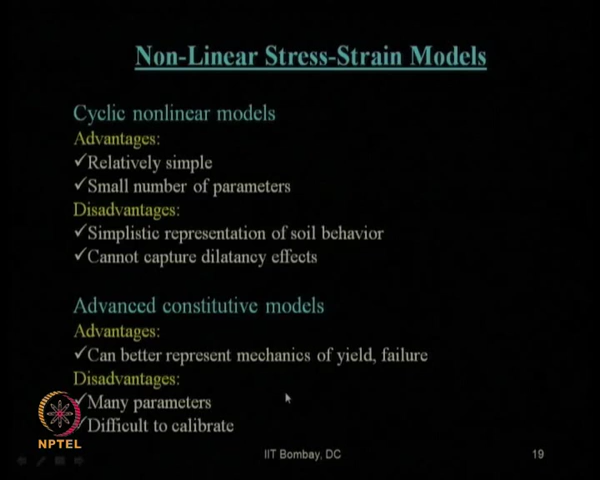 Non-Linear Stress-Strain Models
Cyclic nonlinear models
Advantages:
✓Relatively simple
✓Small number of parameters
Disadvantages:
✓Simplistic representation of soil behavior
✓Cannot capture dilatancy effects
Advanced constitutive models
Advantages:
✓Can better represent mechanics of yield, failure
Disadvantages:
✓Many parameters
✓Difficult to calibrate
NPTEL
IIT Bombay, DC
19